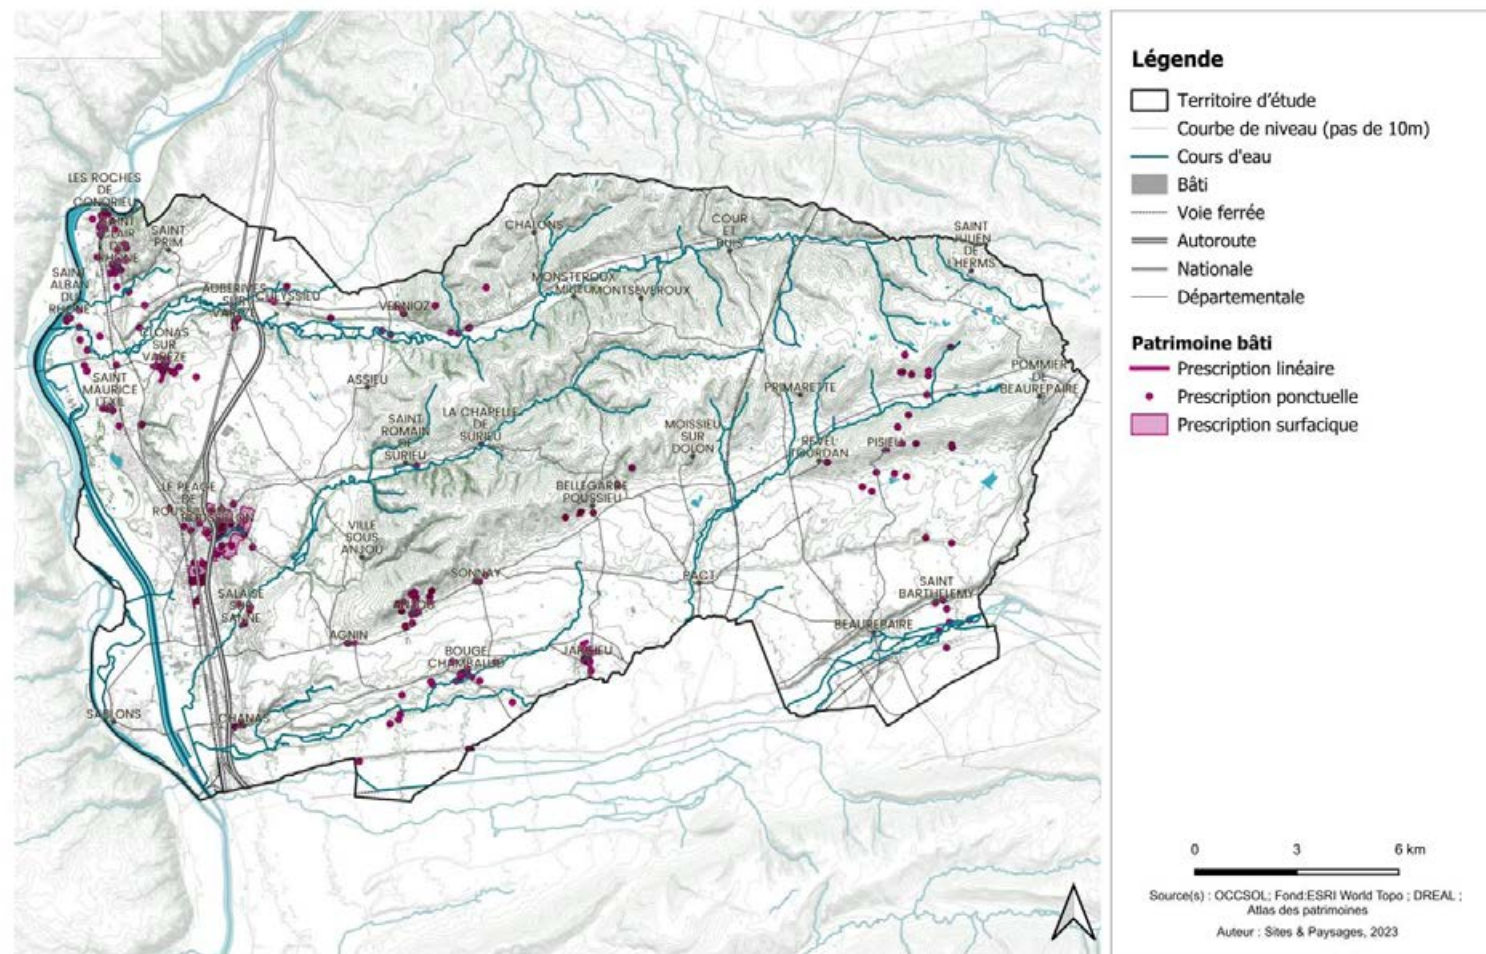 LES ROCHES
DE
CONDRIEU
SAINT
CLAIR
DU
RHÔNE
SAINT
PRIM
SAINT
ALBAN
DU
RHÔNE
AUBERIVES
SUR
VARÈZE
CHEYSSIEU
VERNIOZ
CHALONS
COUR
ET
BUIS
SAINT
JULIEN
DE
L'HERMS
MONSTEROUX
MILIEU
MONTSEVEROUX
CLONAS
SUR
VARÈZE
SAINT
MAURICE
L'EXIL
ASSIEU
SAINT
ROMAIN
DE
SURIEU
LA CHAPELLE
DE
SURIEU
MOISSIEU
SUR
DOLON
PRIMARETTE
POMMIER
DE
BEAUREPAIRE
REVEL
TOURDAN
PISIEU
LE PEAGE
DE
BELLEGARDE
POUSSIEU
VILLE
SOUS
ANJOU
SONNAY
PACT
SAINT
BARTHELEMY
BEAUREPAIRE
SALAISE
SUR
SANNE
AGNIN
BOUGE
CHAMBALUD
JARCIEU
SABLONS
CHANAS
Légende
Territoire d'étude
Courbe de niveau (pas de 10m)
Cours d'eau
Bâti
Voie ferrée
Autoroute
Nationale
Départementale
Patrimoine bâti
Prescription linéaire
Prescription ponctuelle
Prescription surfacique
0 3 6 km
Source(s) : OCCSOL; Fond:ESRI World Topo ; DREAL ;
Atlas des patrimoines
Auteur : Sites & Paysages, 2023